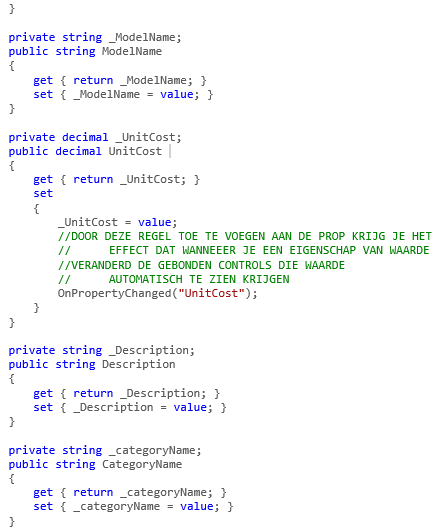 }
private string _ModelName;
public string ModelName
{
get { return _ModelName; }
set { _ModelName = value; }
}
private decimal _UnitCost;
public decimal UnitCost
{
get { return _UnitCost; }
set
{
_UnitCost = value;
//DOOR DEZE REGEL TOE TE VOEGEN AAN DE PROP KRIJG JE HET
// EFFECT DAT WANNEEER JE EEN EIGENSCHAP VAN WAARDE
//VERANDERD DE GEBONDEN CONTROLS DIE WAARDE
// AUTOMATISCH TE ZIEN KRIJGEN
OnPropertyChanged("UnitCost");
}
}
private string _Description;
public string Description
{
get { return _Description; }
set { _Description = value; }
}
private string _categoryName;
public string CategoryName
{
get { return _categoryName; }
set { _categoryName = value; }
}